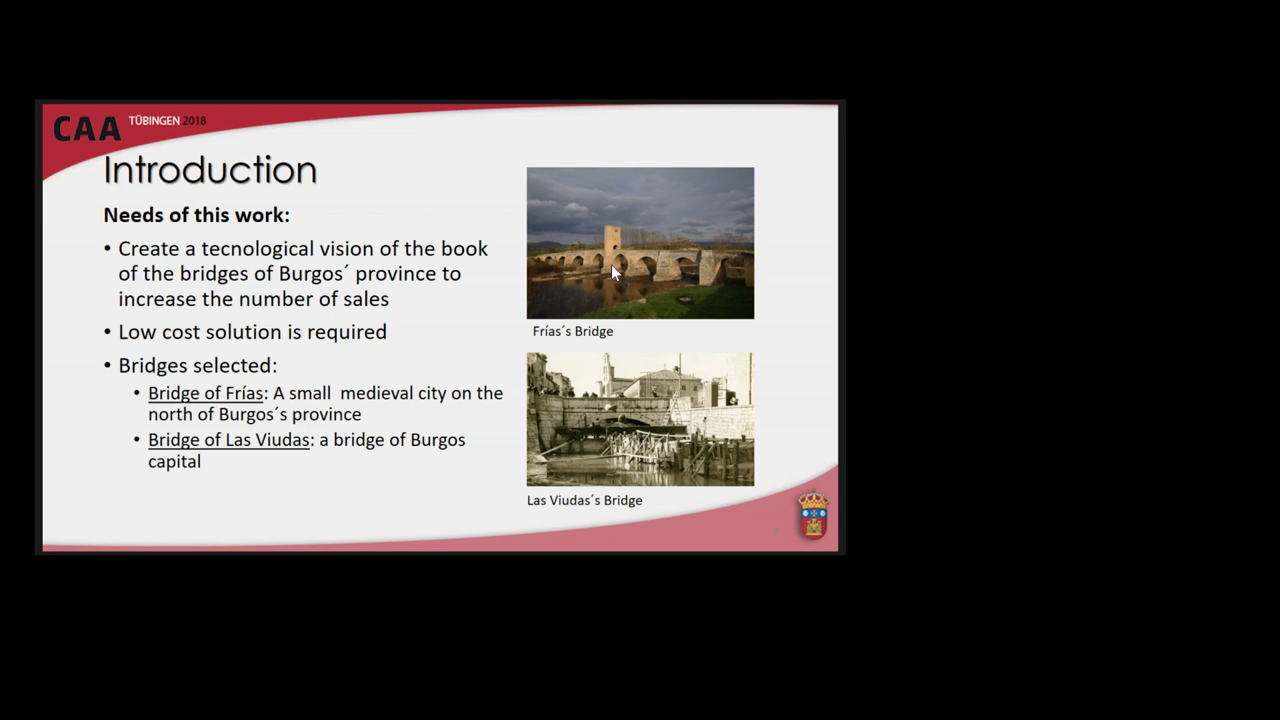 CAA TÜBINGEN 2018
Introduction
Needs of this work:
• Create a tecnological vision of the book
of the bridges of Burgos´ province to
increase the number of sales
• Low cost solution is required
• Bridges selected:
• Bridge of Frías: A small  medieval city on the
north of Burgos´s province
• Bridge of Las Viudas: a bridge of Burgos
capital
Frías´s Bridge
Las Viudas´s Bridge